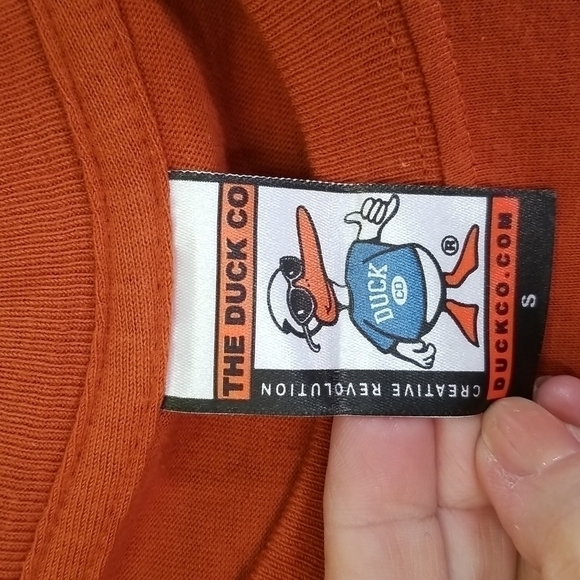 THE DUCK CO
DUCK
CO
®
CREATIVE REVOLUTION
DUCKCO.COM
S